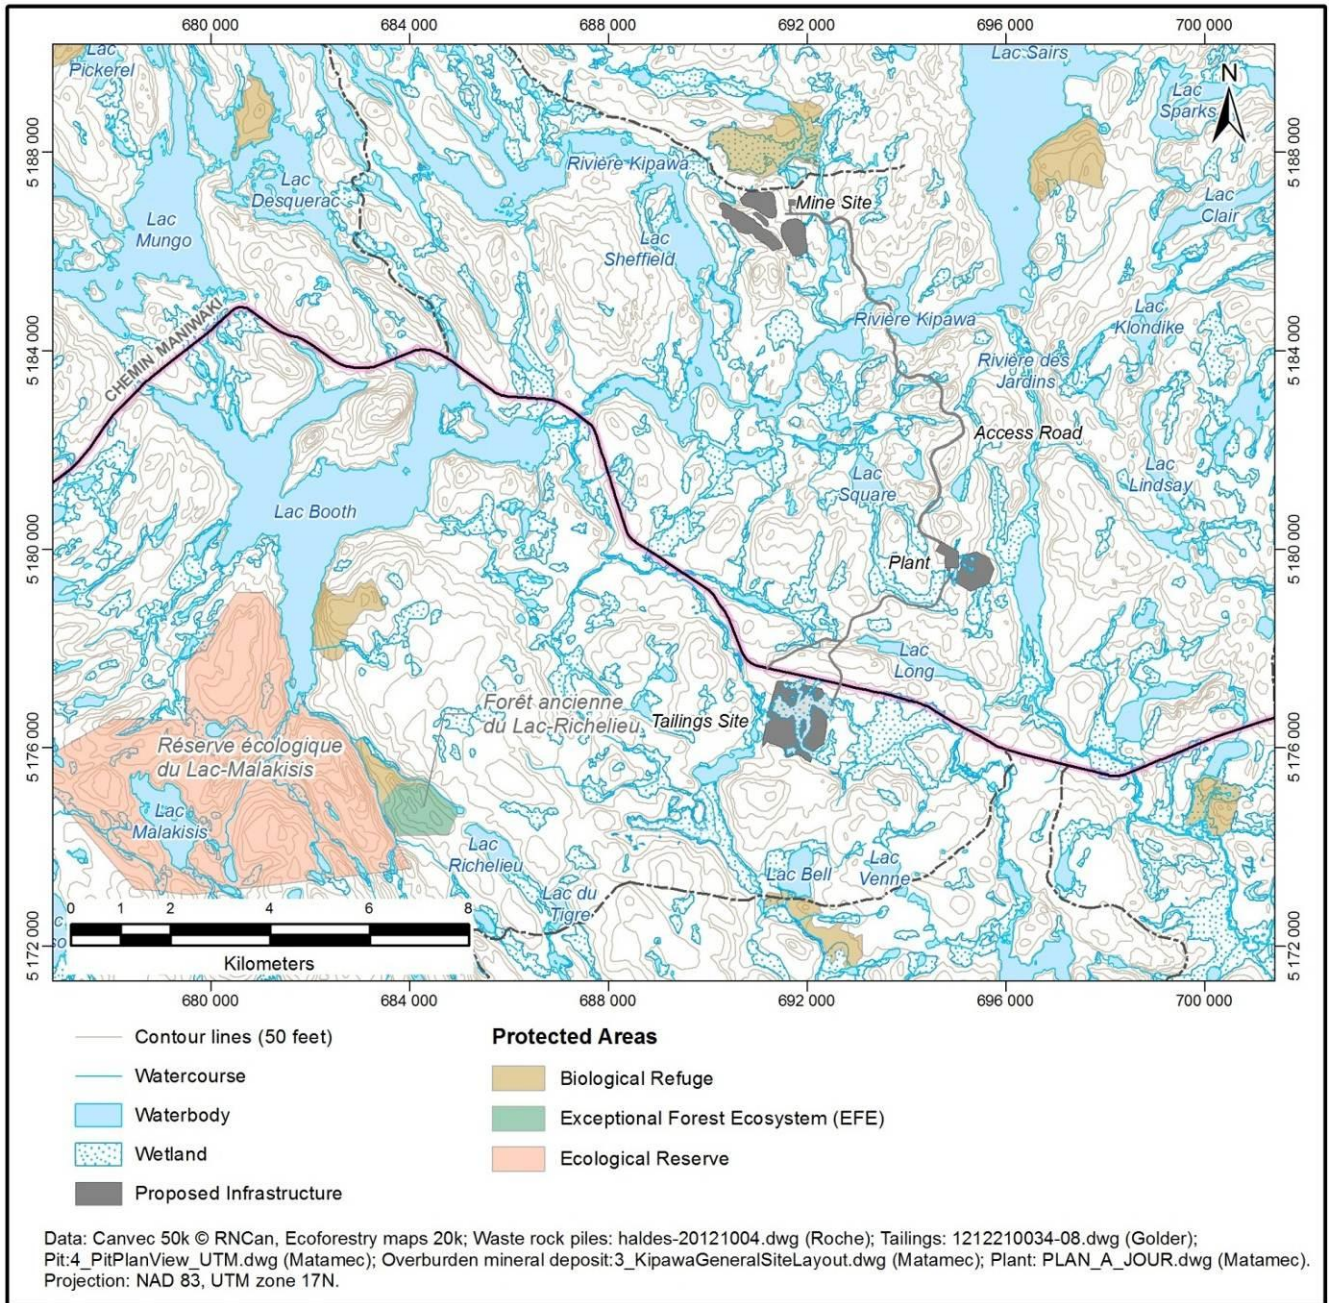 680 000 684 000 688 000 692 000 696 000 700 000
Lac
Pickerel
Lac Sairs
N
Lac
Sparks
5 188 000
5 188 000
Rivière Kipawa
Lac
Desquerac
Mine Site
Lac
Clair
Lac
Mungo
Lac
Sheffield
CHEMIN MANIWAKI
Rivière Kipawa
Lac
Klondike
5 184 000
5 184 000
Rivière des
Jardins
Access Road
Lac
Square
Lac
Lindsay
Lac Booth
5 180 000
5 180 000
Plant
Lac
Long
Forêt ancienne
du Lac-Richelieu
Tailings Site
5 176 000
5 176 000
Réserve écologique
du Lac-Malakisis
Lac
Malakisis
Lac
Richelieu
Lac Bell
Lac
Venne
Lac du
Tigre
0 1 2 4 6 8
Kilometers
5 172 000
5 172 000
680 000 684 000 688 000 692 000 696 000 700 000
Contour lines (50 feet)
Watercourse
Waterbody
Wetland
Proposed Infrastructure
Protected Areas
Biological Refuge
Exceptional Forest Ecosystem (EFE)
Ecological Reserve
Data: Canvec 50k © RNCan, Ecoforestry maps 20k; Waste rock piles: haldes-20121004.dwg (Roche); Tailings: 1212210034-08.dwg (Golder);
Pit:4_PitPlanView_UTM.dwg (Matamec); Overburden mineral deposit:3_KipawaGeneralSiteLayout.dwg (Matamec); Plant: PLAN_A_JOUR.dwg (Matamec).
Projection: NAD 83, UTM zone 17N.